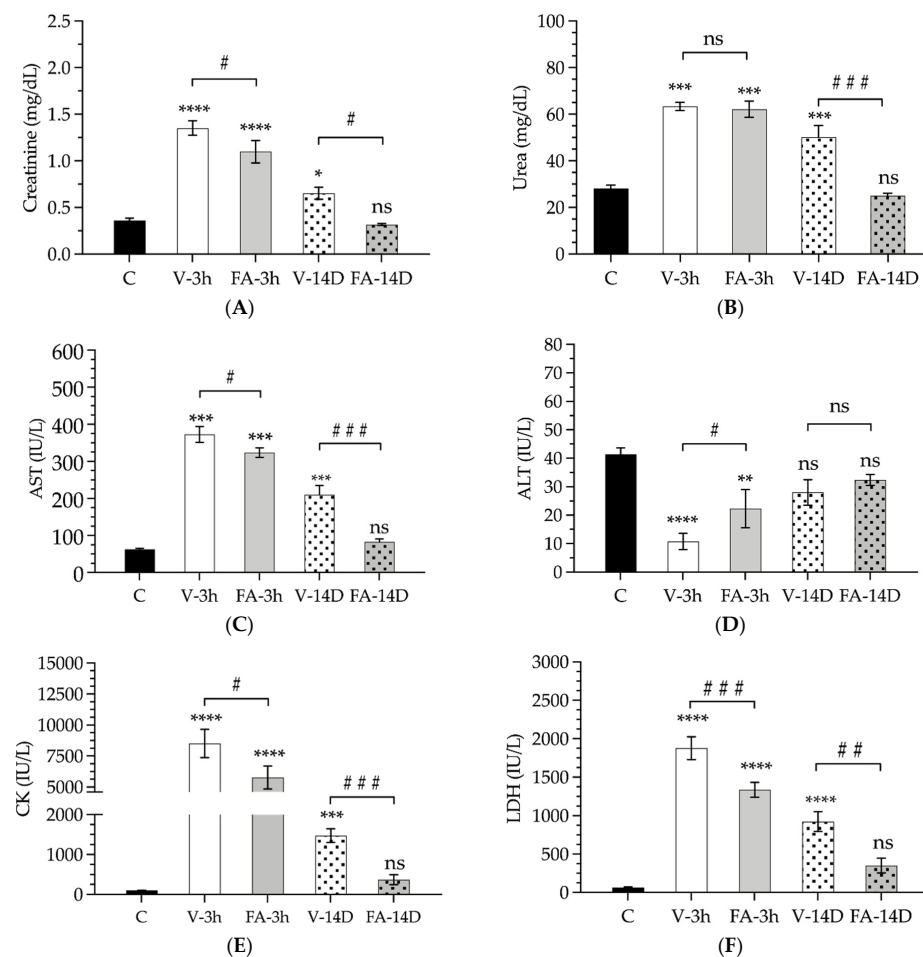 Creatinine (mg/dL)
2.5
2.0
1.5
1.0
0.5
0.0
#
****
****
#
*
ns
C V-3h FA-3h V-14D FA-14D
(A)
Urea (mg/dL)
100
80
60
40
20
0
ns
***
***
# # #
***
ns
C V-3h FA-3h V-14D FA-14D
(B)
AST (IU/L)
600
500
400
300
200
100
0
#
***
***
# # #
***
ns
C V-3h FA-3h V-14D FA-14D
(C)
ALT (IU/L)
80
70
60
50
40
30
20
10
0
#
****
**
ns
ns
ns
C V-3h FA-3h V-14D FA-14D
(D)
CK (IU/L)
15000
12500
10000
7500
5000
2000
1000
0
#
****
****
# # #
***
ns
C V-3h FA-3h V-14D FA-14D
(E)
LDH (IU/L)
3000
2500
2000
1500
1000
500
0
# # #
****
****
# #
****
ns
C V-3h FA-3h V-14D FA-14D
(F)